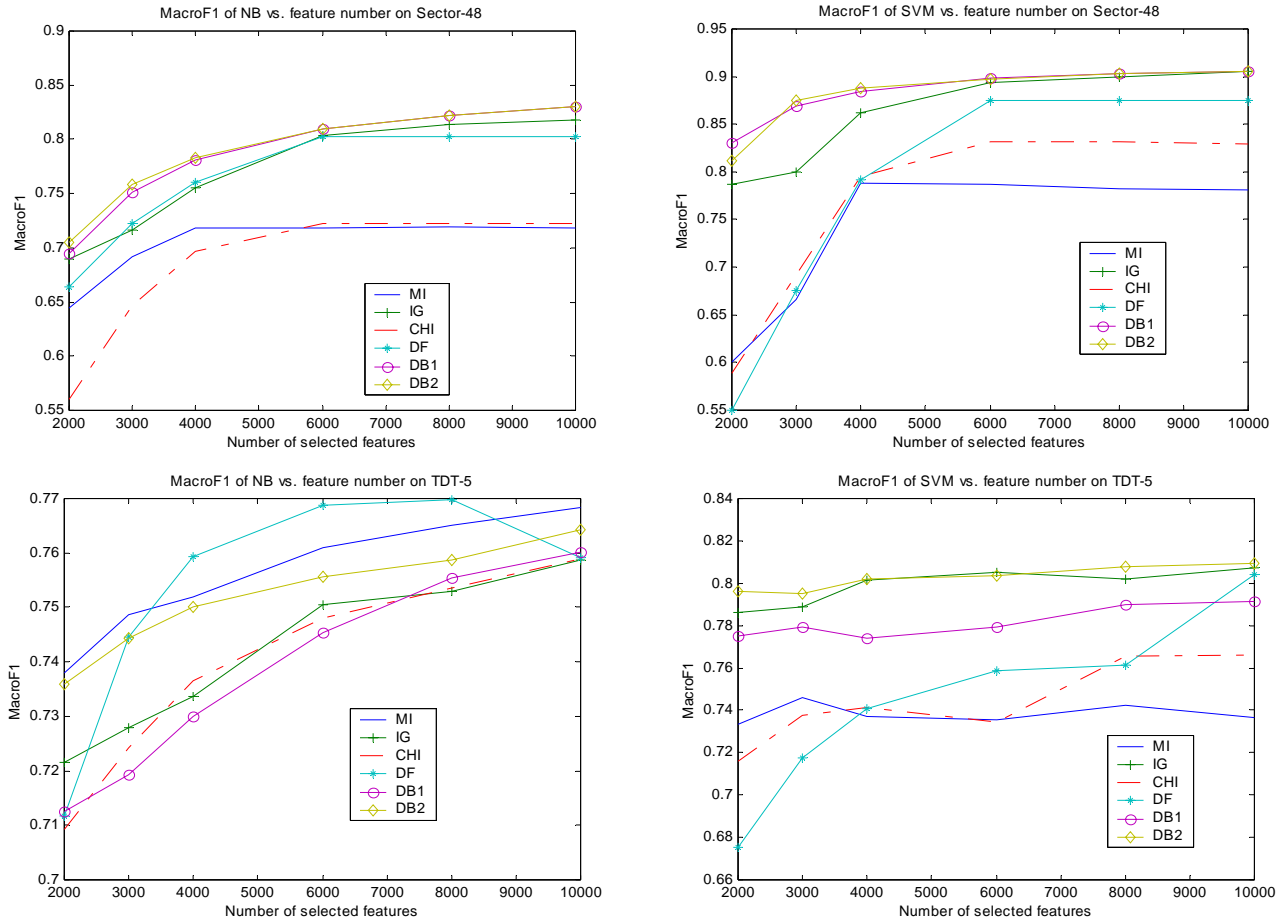 MacroF1 of NB vs. feature number on Sector-48
0.9
0.85
0.8
0.75
0.7
0.65
0.6
0.55
MacroF1
2000 3000 4000 5000 6000 7000 8000 9000 10000
Number of selected features
MI
IG
CHI
DF
DB1
DB2
MacroF1 of SVM vs. feature number on Sector-48
0.95
0.9
0.85
0.8
0.75
0.7
0.65
0.6
0.55
MacroF1
2000 3000 4000 5000 6000 7000 8000 9000 10000
Number of selected features
MI
IG
CHI
DF
DB1
DB2
MacroF1 of NB vs. feature number on TDT-5
0.77
0.76
0.75
0.74
0.73
0.72
0.71
0.7
MacroF1
2000 3000 4000 5000 6000 7000 8000 9000 10000
Number of selected features
MI
IG
CHI
DF
DB1
DB2
MacroF1 of SVM vs. feature number on TDT-5
0.84
0.82
0.8
0.78
0.76
0.74
0.72
0.7
0.68
0.66
MacroF1
2000 3000 4000 5000 6000 7000 8000 9000 10000
Number of selected features
MI
IG
CHI
DF
DB1
DB2